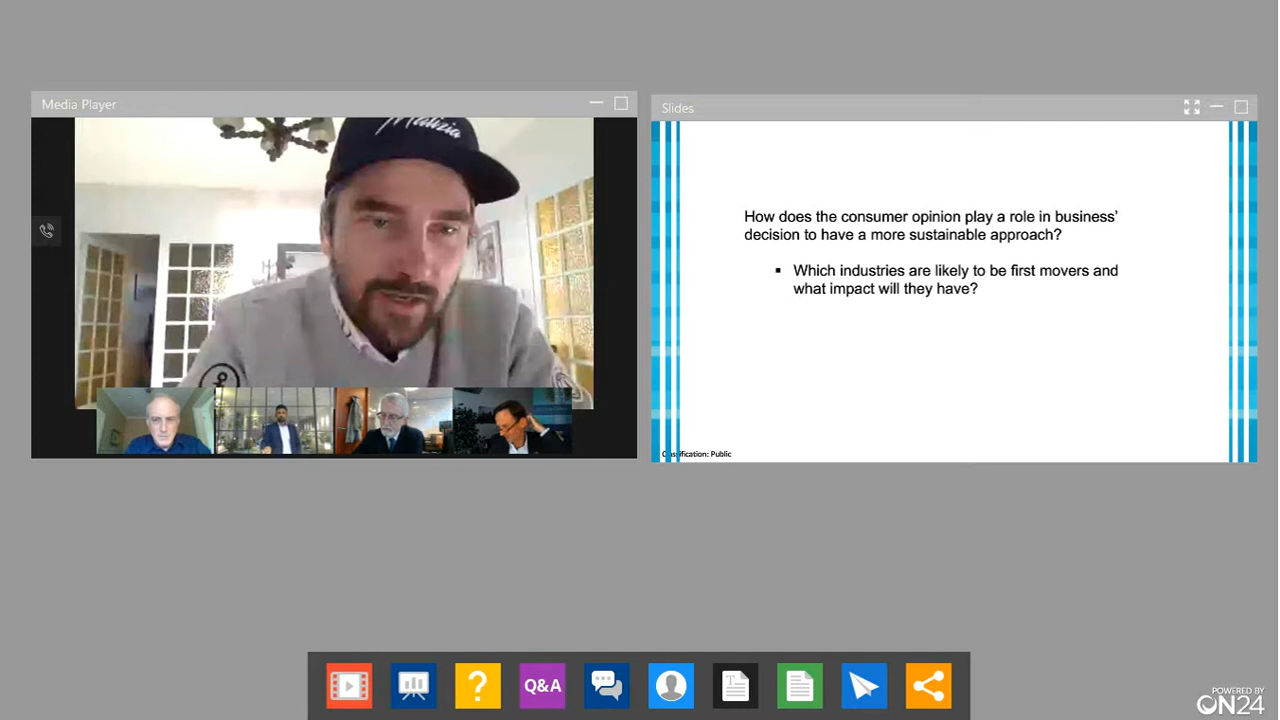 Media Player
Malizia
Slides
How does the consumer opinion play a role in business'
decision to have a more sustainable approach?
▪ Which industries are likely to be first movers and
what impact will they have?
Classification: Public
?
Q&A
T
POWERED BY
ON24